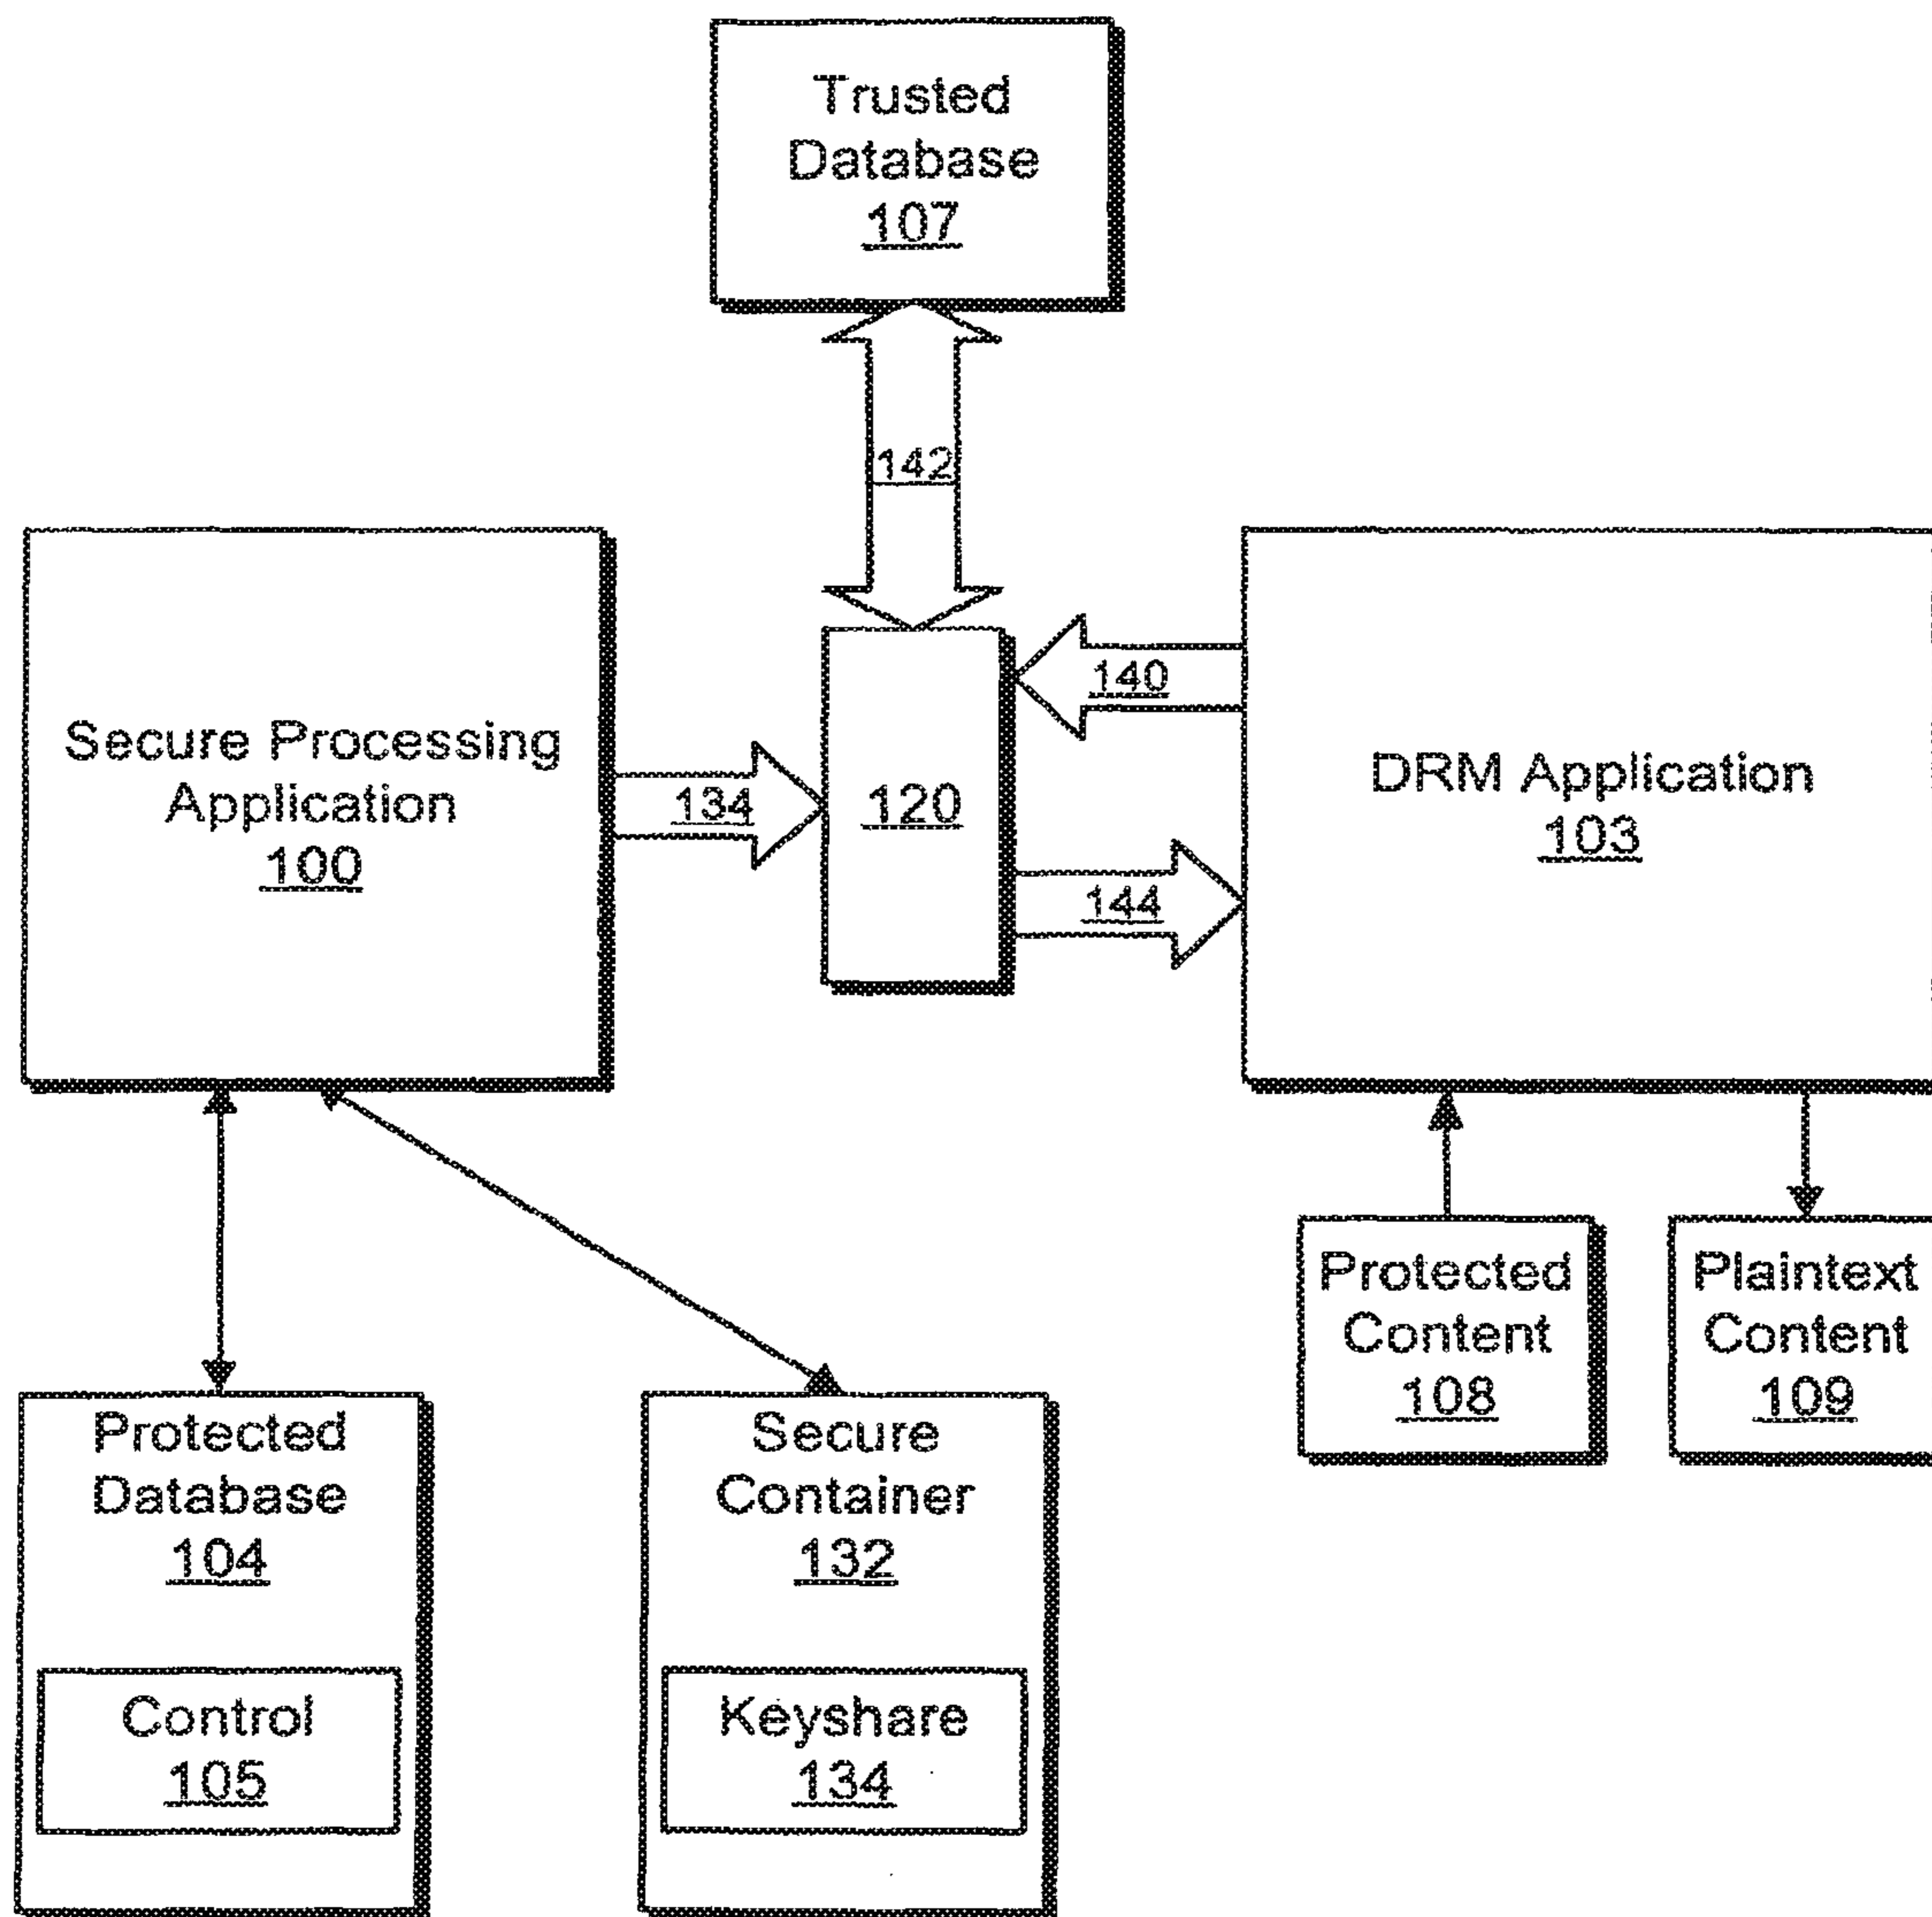 Trusted
Database
107
142
Secure Processing
Application
100
134
120
140
144
DRM Application
103
Protected
Content
108
Plaintext
Content
109
Protected
Database
104
Control
105
Secure
Container
132
Keyshare
134